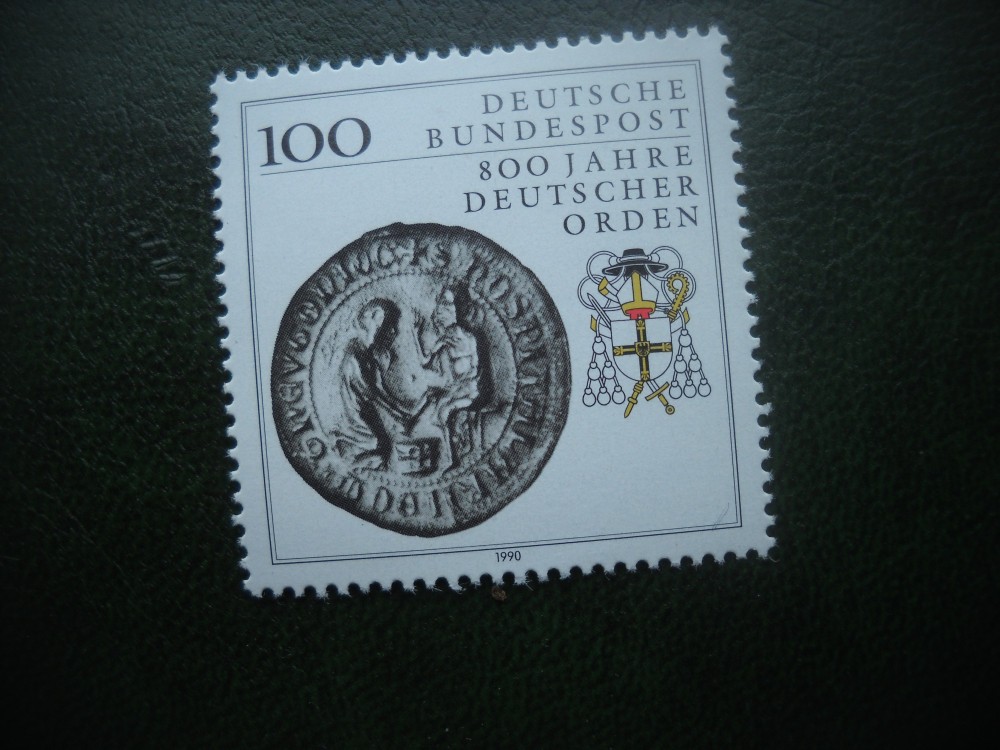 100
DEUTSCHE
BUNDESPOST
800 JAHRE
DEUTSCHER
ORDEN
1990